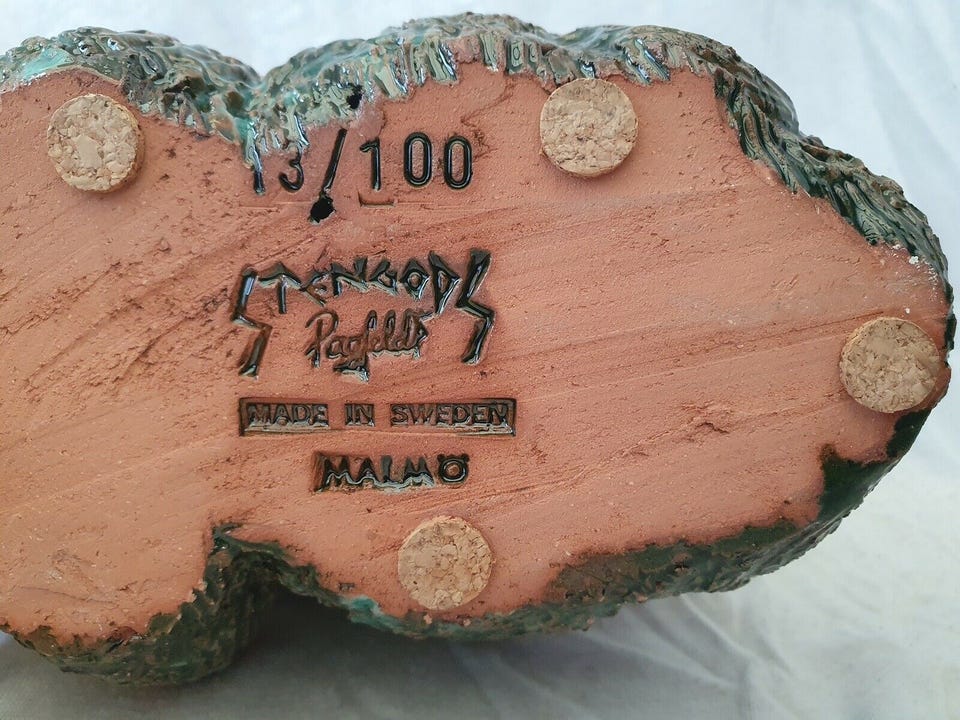 13/100
STENGODS
Pagfeldt
MADE IN SWEDEN
MALMÖ